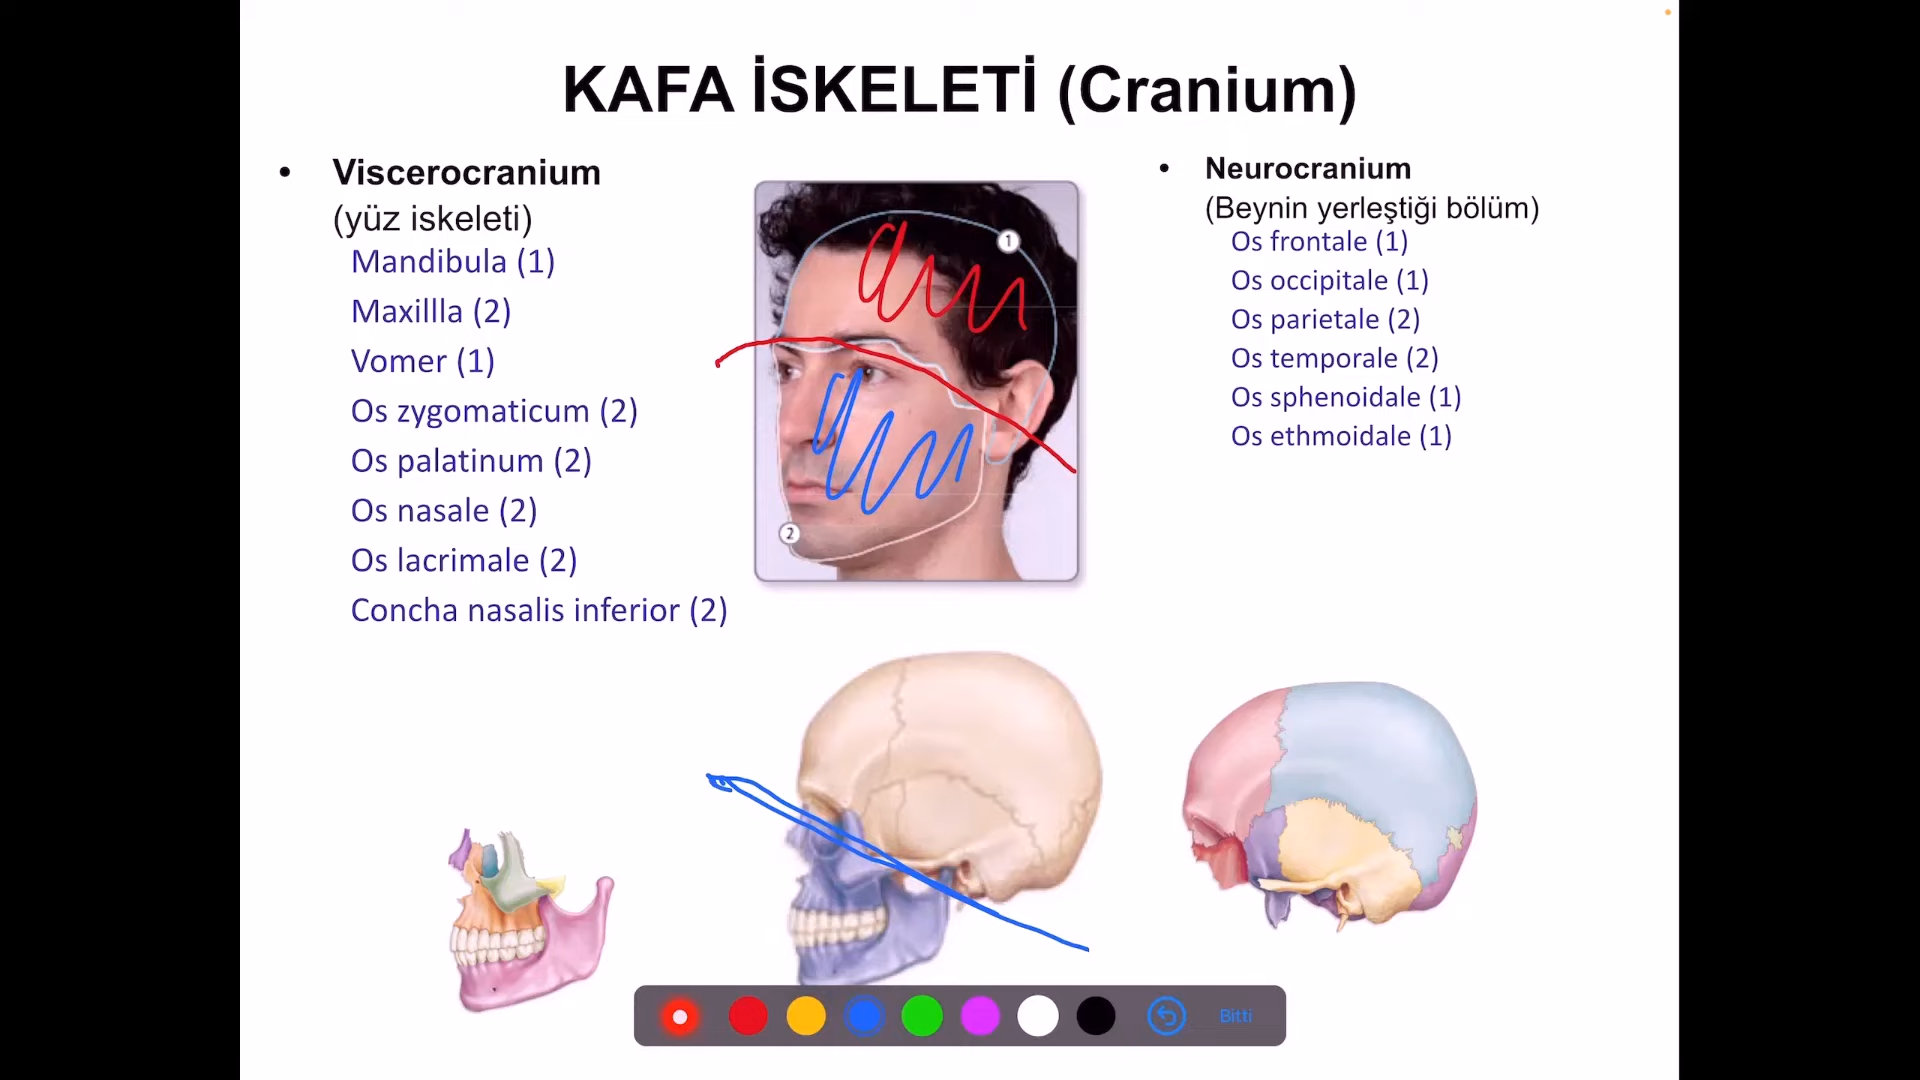 KAFA İSKELETİ (Cranium)
• Viscerocranium
(yüz iskeleti)
Mandibula (1)
Maxillla (2)
Vomer (1)
Os zygomaticum (2)
Os palatinum (2)
Os nasale (2)
Os lacrimale (2)
Concha nasalis inferior (2)
1
2
• Neurocranium
(Beynin yerleştiği bölüm)
Os frontale (1)
Os occipitale (1)
Os parietale (2)
Os temporale (2)
Os sphenoidale (1)
Os ethmoidale (1)
Bitti